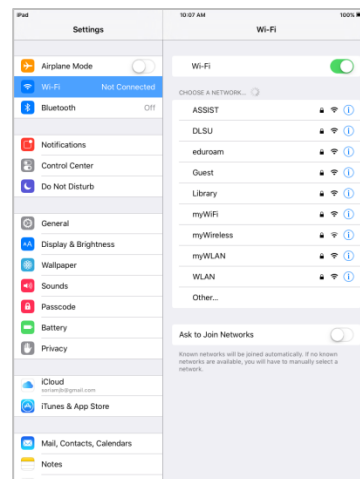 iPad
10:07 AM
100%
Settings
Wi-Fi
Airplane Mode
Wi-Fi Not Connected
Bluetooth Off
Notifications
Control Center
Do Not Disturb
General
AA Display & Brightness
Wallpaper
Sounds
Passcode
Battery
Privacy
iCloud
iTunes & App Store
Mail, Contacts, Calendars
Notes
Wi-Fi
CHOOSE A NETWORK...
ASSIST
DLSU
eduroam
Guest
Library
myWiFi
myWireless
myWLAN
WLAN
Other...
Ask to Join Networks
Known networks will be joined automatically. If no known
networks are available, you will have to manually select a
network.